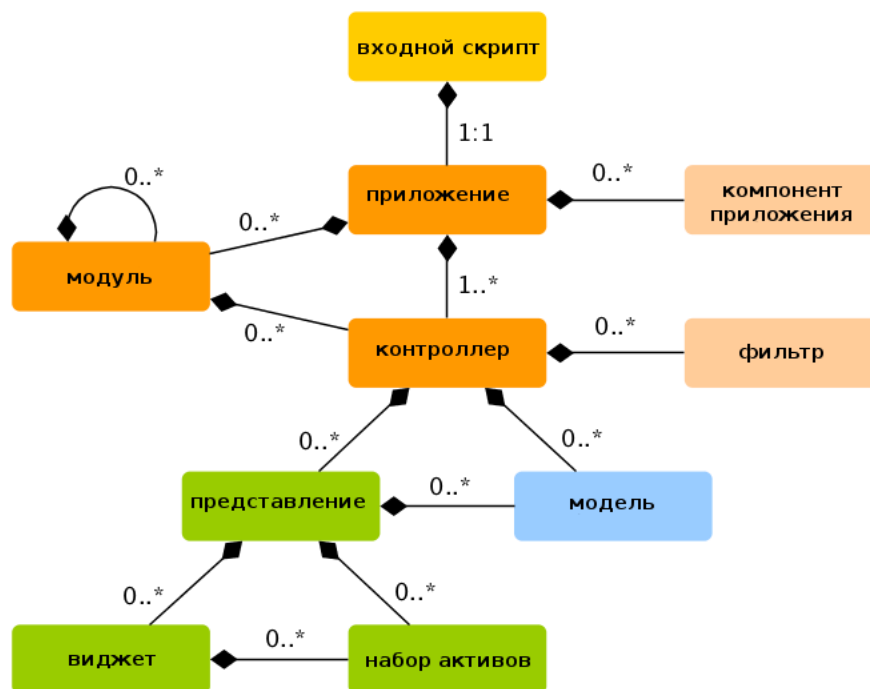 входной скрипт
1:1
приложение
0..*
компонент
приложения
0..*
0..*
модуль
1..*
0..*
контроллер
0..*
фильтр
0..*
0..*
представление
0..*
модель
0..*
0..*
виджет
0..*
набор активов